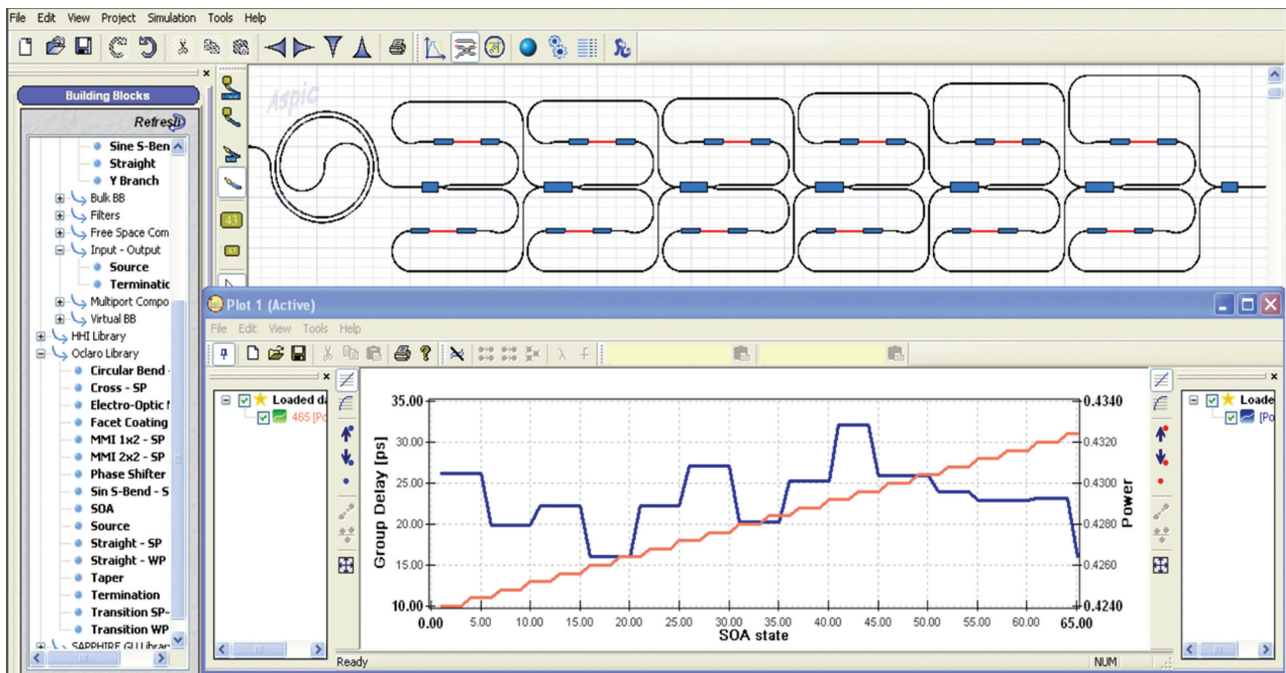 File Edit View Project Simulation Tools Help
Aspic
Building Blocks
Refresh
Sine S-Ben
Straight
Y Branch
Bulk BB
Filters
Free Space Com
Input - Output
Source
Terminatic
Multiport Compo
Virtual BB
HHI Library
Oclaro Library
Circular Bend -
Cross - SP
Electro-Optic
Facet Coating
MMI 1x2 - SP
MMI 2x2 - SP
Phase Shifter
Sin S-Bend - S
SOA
Source
Straight - SP
Straight - WP
Taper
Termination
Transition SP-
Transition WP
43
Plot 1 (Active)
File Edit View Tools Help
Loaded da
465 [Po
Group Delay [ps]
35.00
30.00
25.00
20.00
15.00
10.00
0.00 5.00 10.00 15.00 20.00 25.00 30.00 35.00 40.00 45.00 50.00 55.00 60.00 65.00
SOA state
0.4340
0.4320
0.4300
0.4280
0.4260
0.4240
Power
Loade
[Po
Ready
NUM